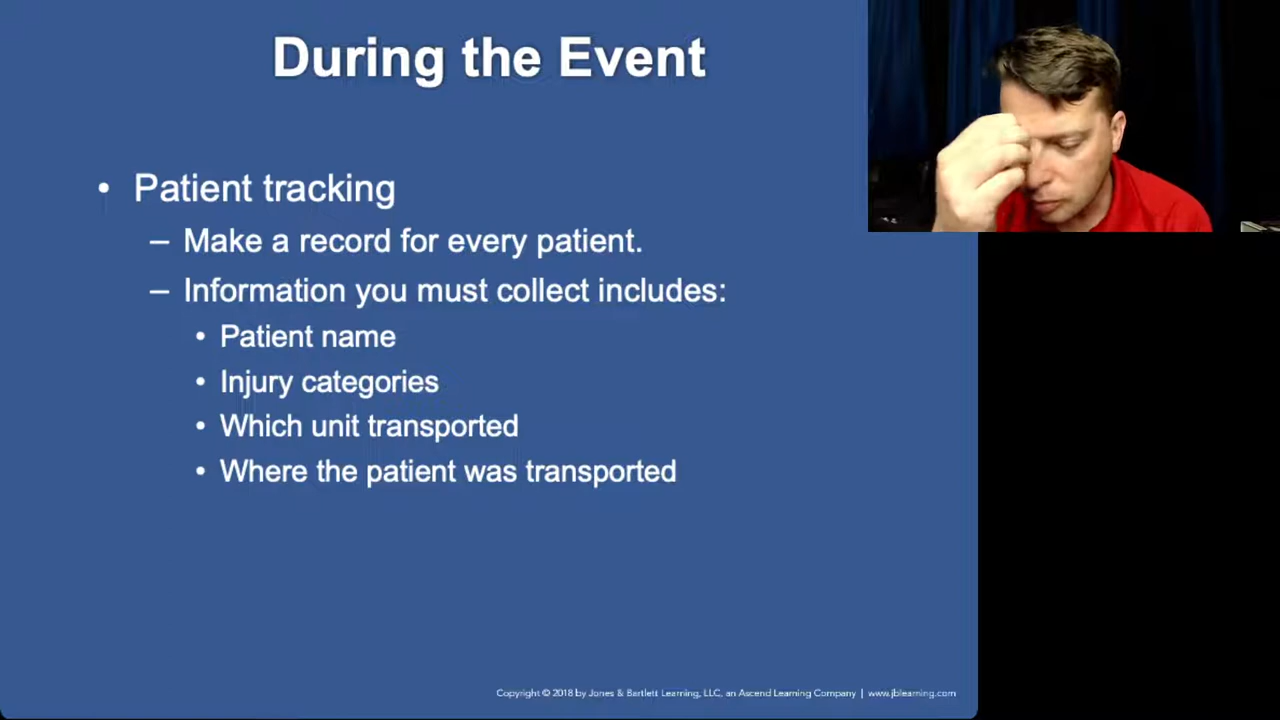 During the Event
• Patient tracking
– Make a record for every patient.
– Information you must collect includes:
• Patient name
• Injury categories
• Which unit transported
• Where the patient was transported
Copyright © 2018 by Jones & Bartlett Learning, LLC, an Ascend Learning Company | www.jblearning.com